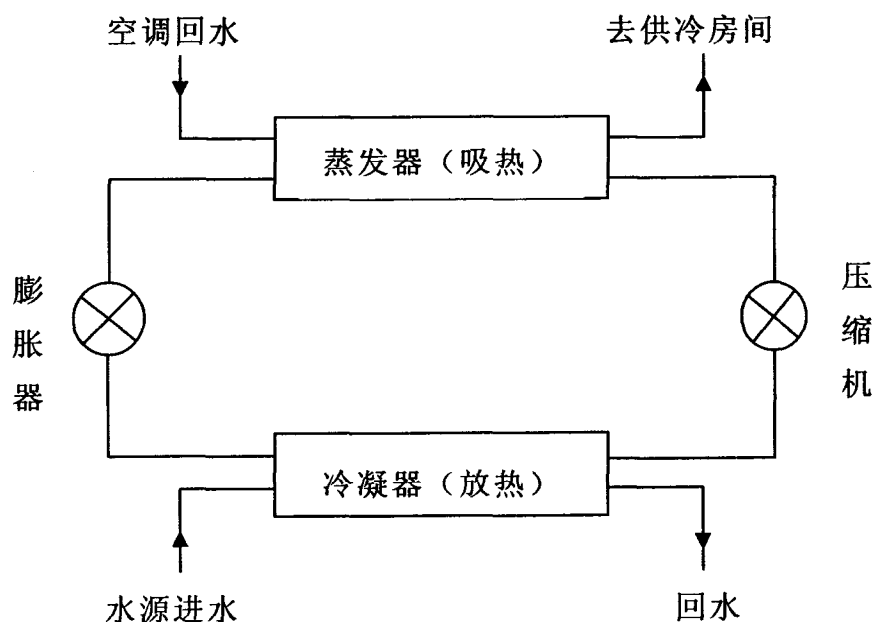 空调回水
去供冷房间
蒸发器（吸热）
膨胀器
压缩机
冷凝器（放热）
水源进水
回水